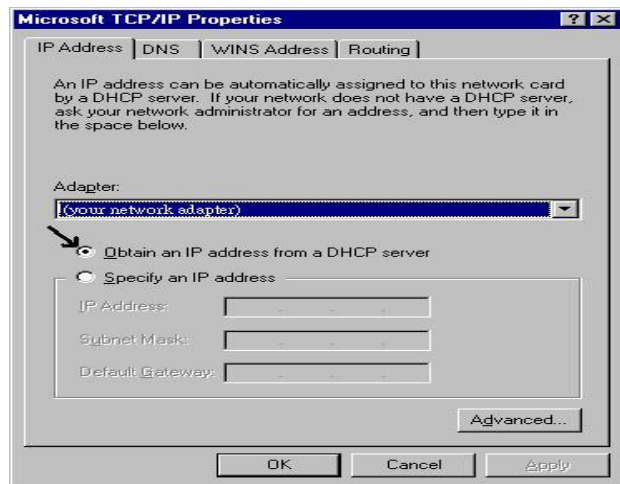 Microsoft TCP/IP Properties
IP Address
DNS
WINS Address
Routing
An IP address can be automatically assigned to this network card
by a DHCP server. If your network does not have a DHCP server,
ask your network administrator for an address, and then type it in
the space below.
Adapter:
(your network adapter)
Obtain an IP address from a DHCP server
Specify an IP address
IP Address:
Subnet Mask:
Default Gateway:
Advanced...
OK
Cancel
Apply